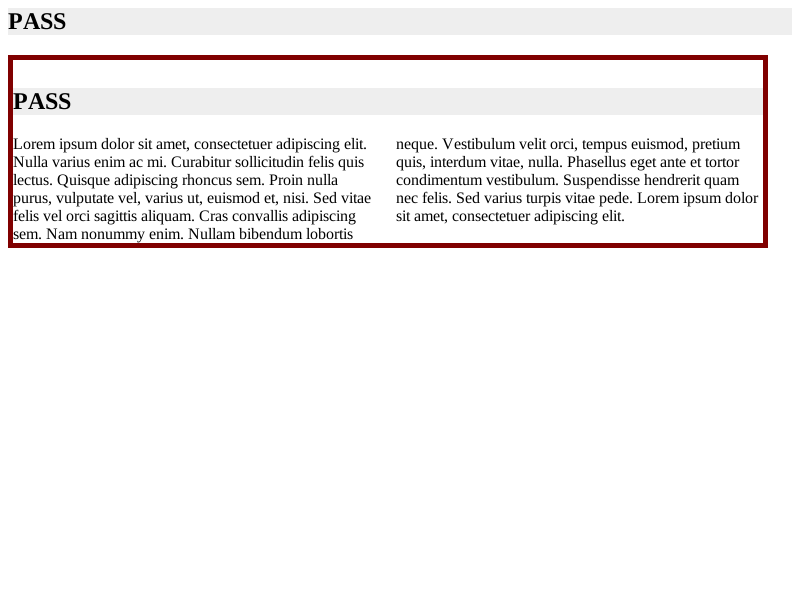 PASS
PASS
Lorem ipsum dolor sit amet, consectetuer adipiscing elit.
Nulla varius enim ac mi. Curabitur sollicitudin felis quis
lectus. Quisque adipiscing rhoncus sem. Proin nulla
purus, vulputate vel, varius ut, euismod et, nisi. Sed vitae
felis vel orci sagittis aliquam. Cras convallis adipiscing
sem. Nam nonummy enim. Nullam bibendum lobortis
neque. Vestibulum velit orci, tempus euismod, pretium
quis, interdum vitae, nulla. Phasellus eget ante et tortor
condimentum vestibulum. Suspendisse hendrerit quam
nec felis. Sed varius turpis vitae pede. Lorem ipsum dolor
sit amet, consectetuer adipiscing elit.